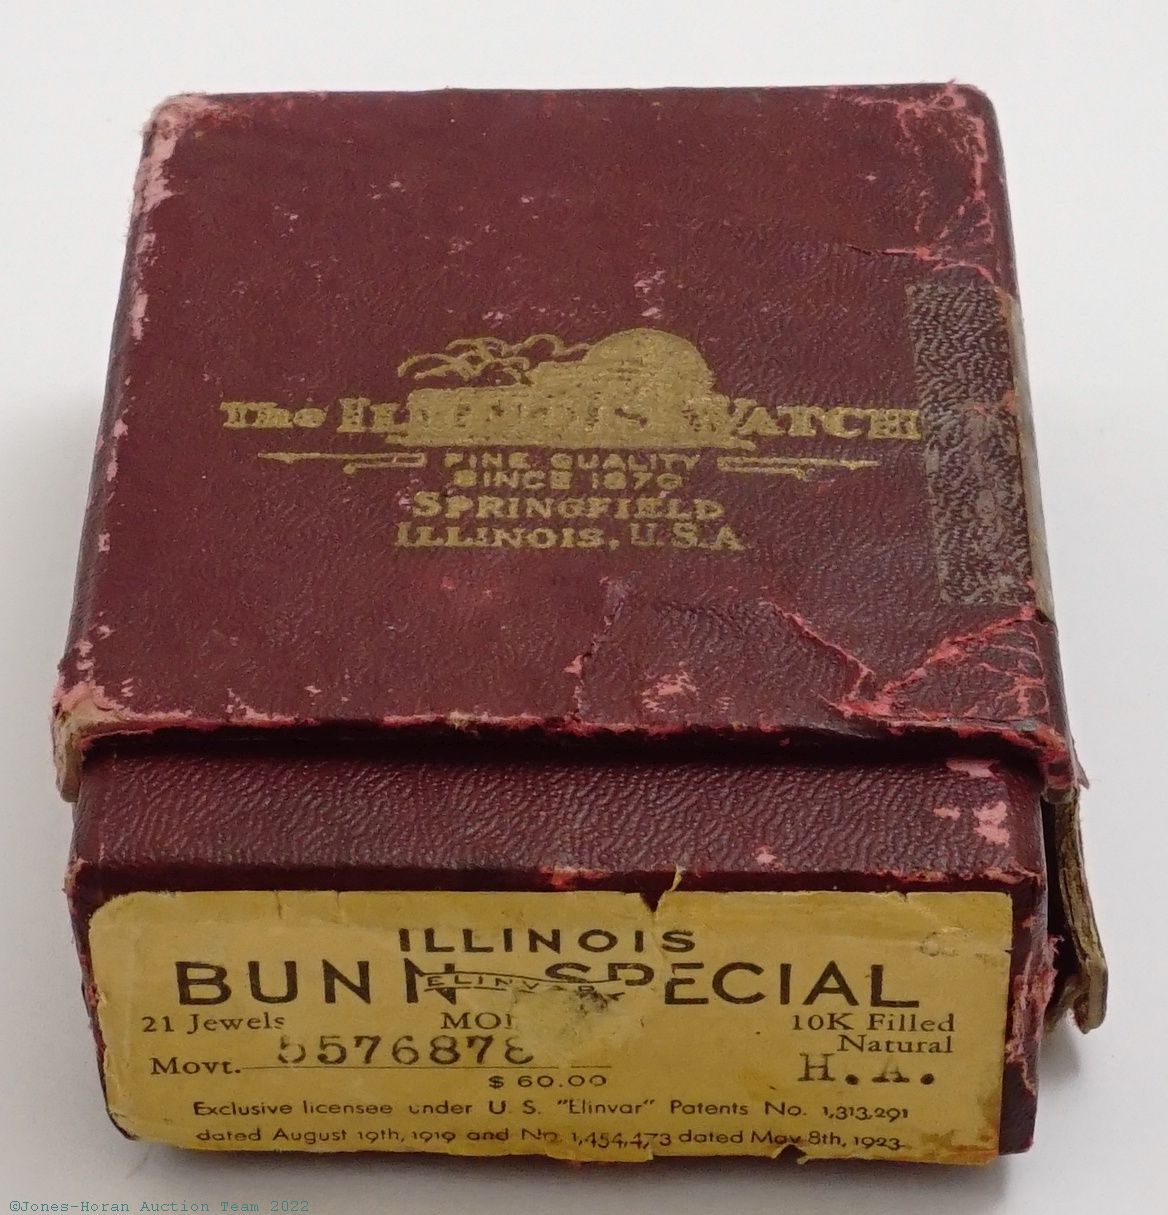 The ILLINOIS WATCH
FINE QUALITY
SINCE 1870
SPRINGFIELD
ILLINOIS, U.S.A
ILLINOIS
BUNN SPECIAL
ELINVAR
21 Jewels
10K Filled
Natural
Movt. 5576878
H.A.
$ 60.00
Exclusive licensee under U. S. "Elinvar" Patents No. 1,313,291
dated August 19th, 1919 and No. 1,454,473 dated May 8th, 1923
©Jones-Horan Auction Team 2022